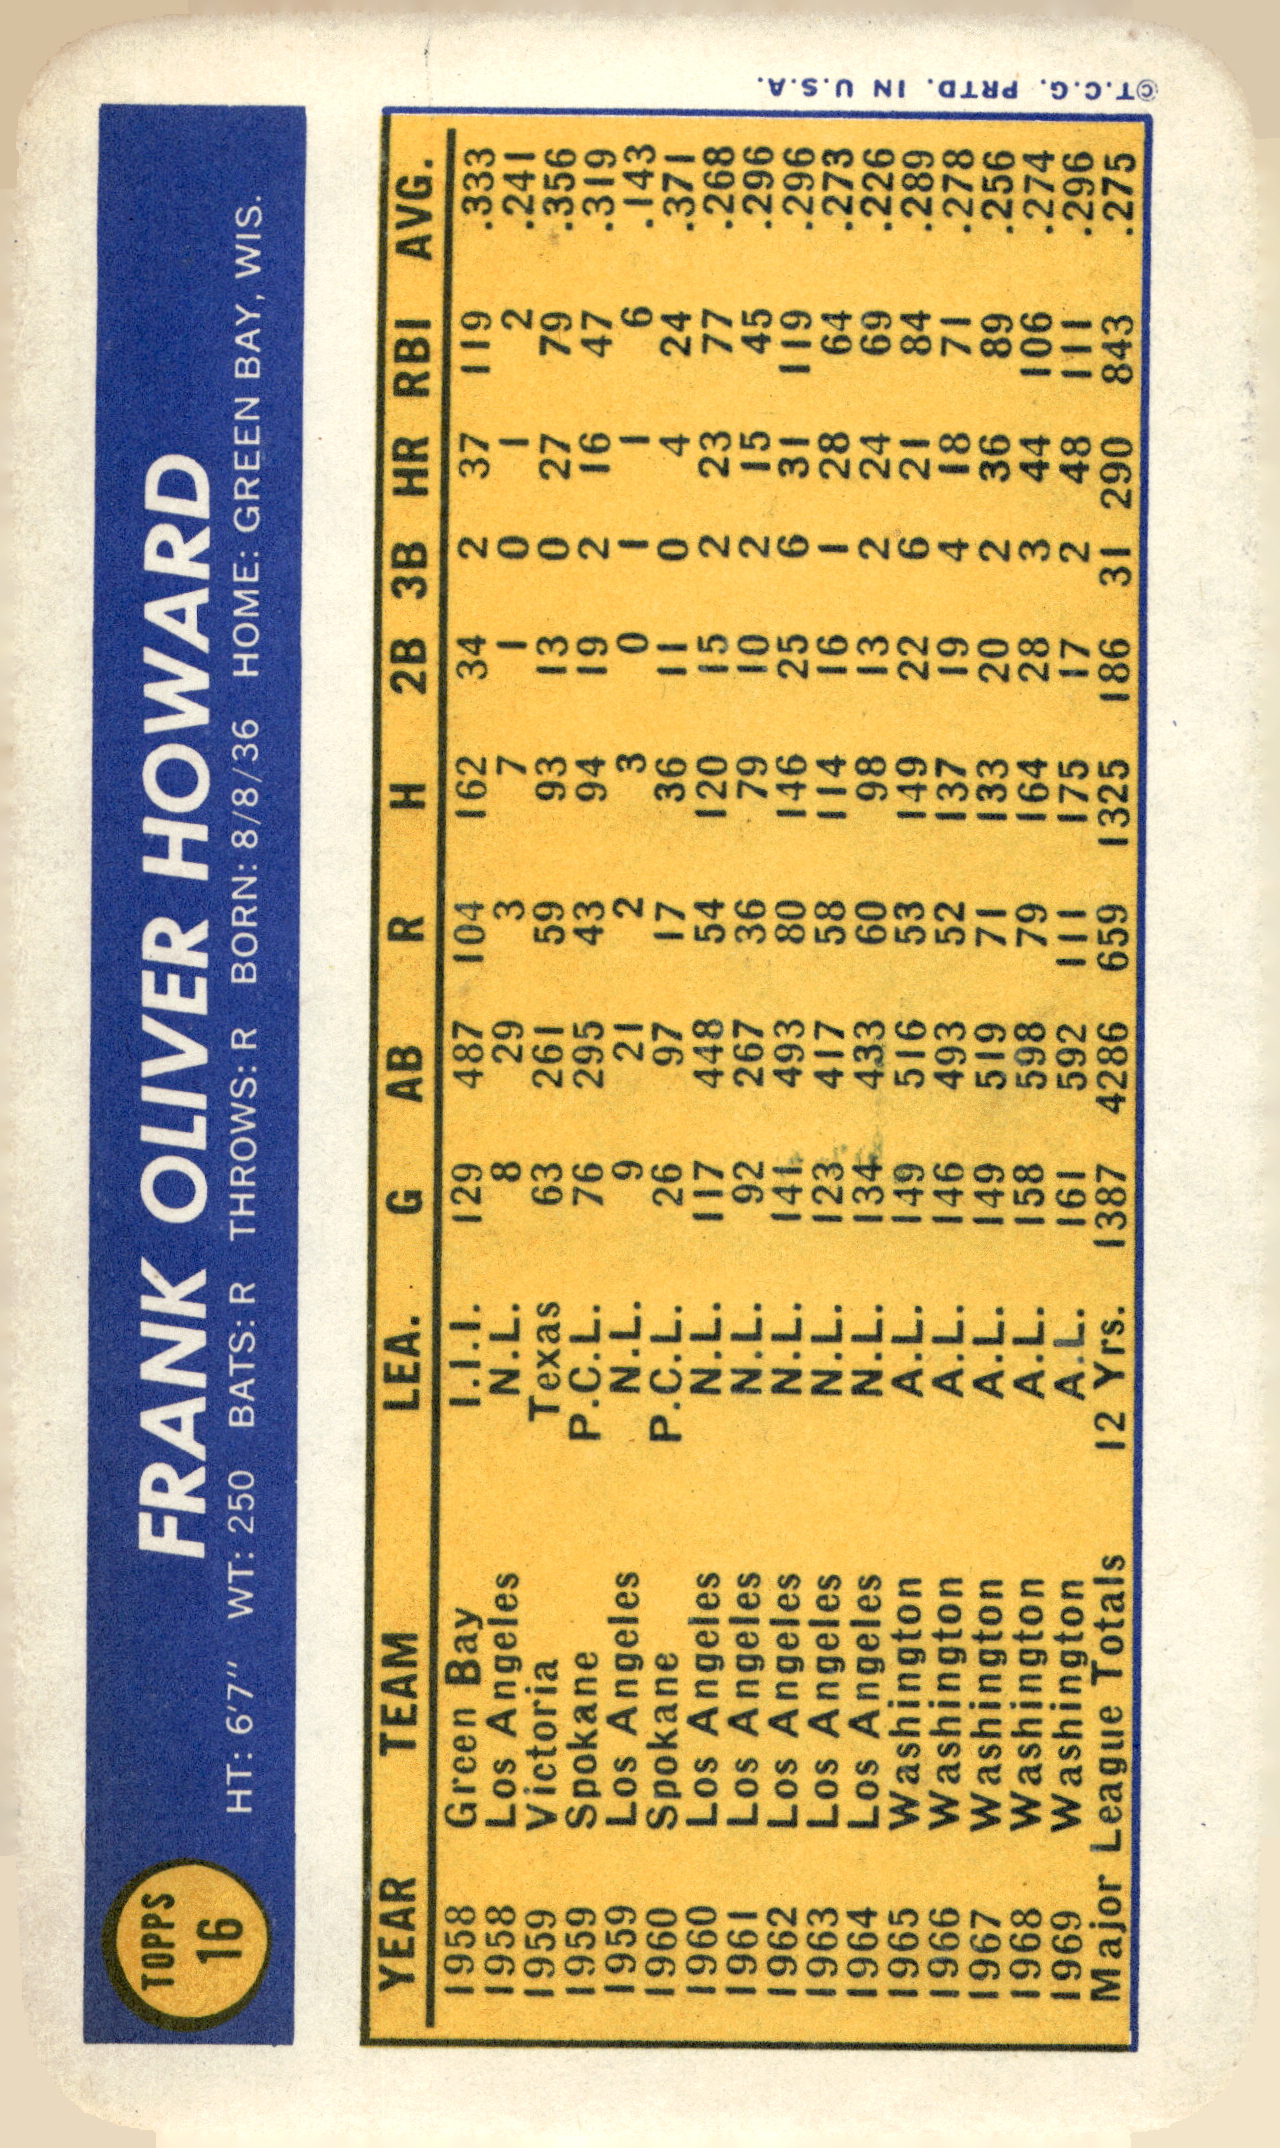 TOPPS
16
FRANK OLIVER HOWARD
HT: 6'7" WT: 250 BATS: R THROWS: R BORN: 8/8/36 HOME: GREEN BAY, WIS.
YEAR TEAM LEA. G AB R H 2B 3B HR RBI AVG.
1958 Green Bay I.I.I. 129 487 104 162 34 2 37 119 .333
1958 Los Angeles N.L. 8 29 3 7 1 0 1 2 .241
1959 Victoria Texas 63 261 59 93 13 0 27 79 .356
1959 Spokane P.C.L. 76 295 43 94 19 2 16 47 .319
1959 Los Angeles N.L. 9 21 2 3 0 1 1 6 .143
1960 Spokane P.C.L. 26 97 17 36 11 0 4 24 .371
1960 Los Angeles N.L. 117 448 54 120 15 2 23 77 .268
1961 Los Angeles N.L. 92 267 36 79 10 2 15 45 .296
1962 Los Angeles N.L. 141 493 80 146 25 6 31 119 .296
1963 Los Angeles N.L. 123 417 58 114 16 1 28 64 .273
1964 Los Angeles N.L. 134 433 60 98 13 2 24 69 .226
1965 Washington A.L. 149 516 53 149 22 6 21 84 .289
1966 Washington A.L. 146 493 52 137 19 4 18 71 .278
1967 Washington A.L. 149 519 71 133 20 2 36 89 .256
1968 Washington A.L. 158 598 79 164 28 3 44 106 .274
1969 Washington A.L. 161 592 111 175 17 2 48 111 .296
Major League Totals 12 Yrs. 1387 4286 659 1325 186 31 290 843 .275
©T.C.G. PRTD. IN U.S.A.